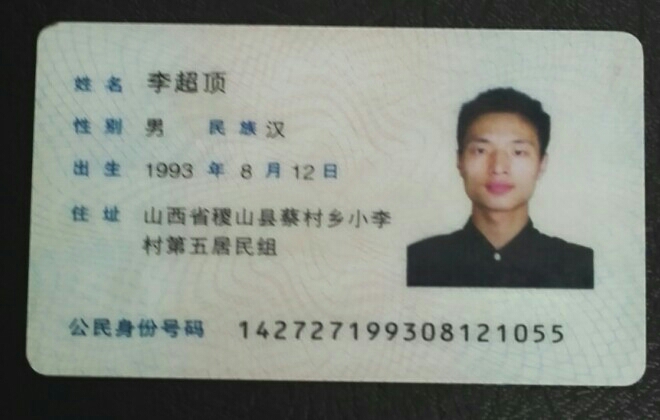 姓名 李超顶
性别 男 民族 汉
出生 1993 年 8 月 12 日
住址 山西省稷山县蔡村乡小李
村第五居民组
公民身份号码 142727199308121055